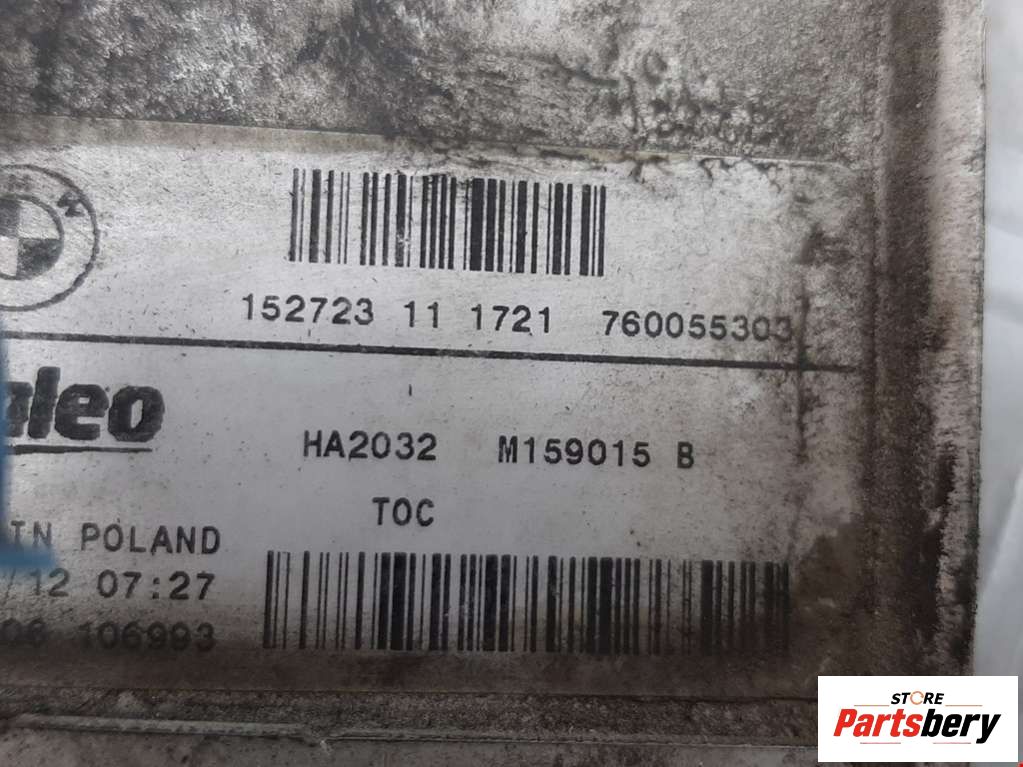 152723 11 1721 760055303
aleo
HA2032 M159015 B
TOC
IN POLAND
/12 07:27
106993
STORE
Partsbery